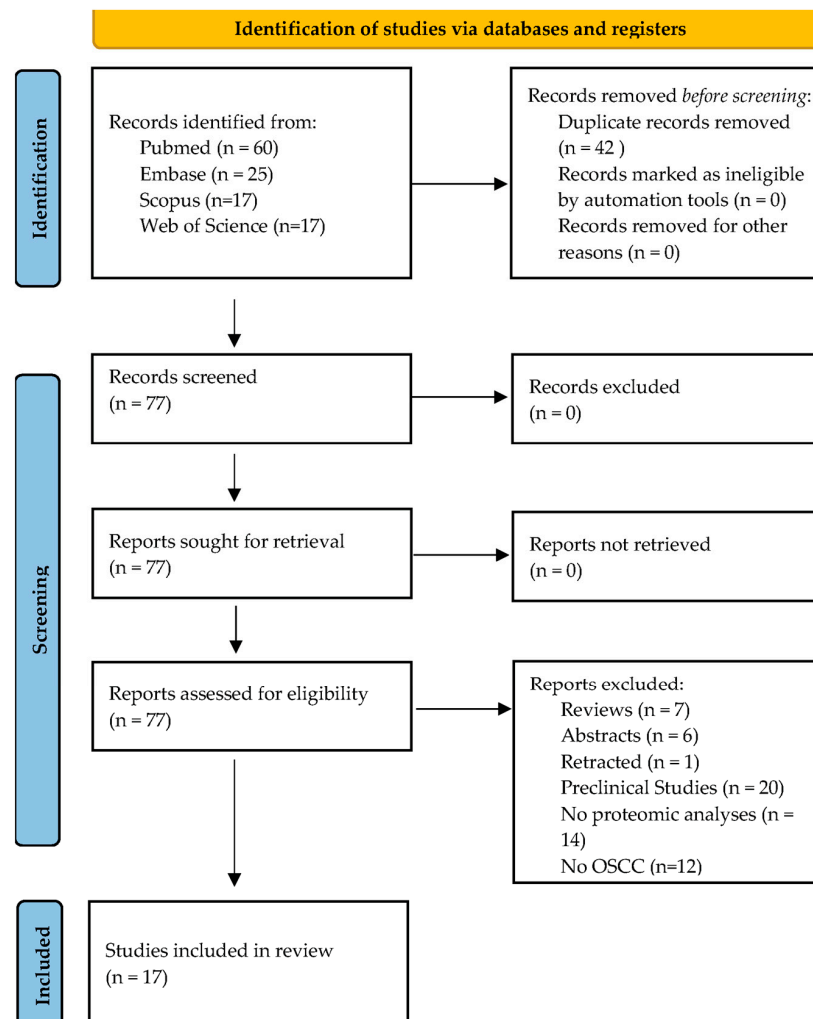 Identification of studies via databases and registers
Identification
Records identified from:
Pubmed (n = 60)
Embase (n = 25)
Scopus (n=17)
Web of Science (n=17)
Records removed before screening:
Duplicate records removed
(n = 42 )
Records marked as ineligible
by automation tools (n = 0)
Records removed for other
reasons (n = 0)
Screening
Records screened
(n = 77)
Records excluded
(n = 0)
Reports sought for retrieval
(n = 77)
Reports not retrieved
(n = 0)
Reports assessed for eligibility
(n = 77)
Reports excluded:
Reviews (n = 7)
Abstracts (n = 6)
Retracted (n = 1)
Preclinical Studies (n = 20)
No proteomic analyses (n =
14)
No OSCC (n=12)
Included
Studies included in review
(n = 17)